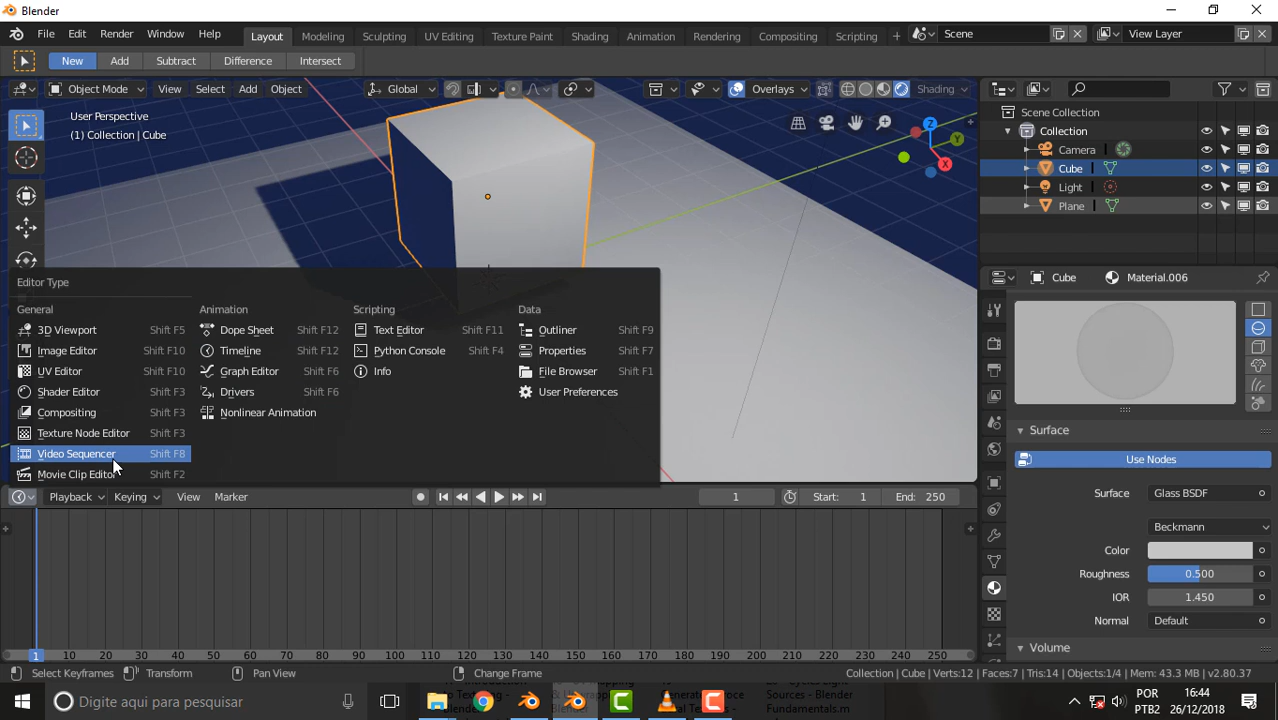 Blender
File Edit Render Window Help Layout Modeling Sculpting UV Editing Texture Paint Shading Animation Rendering Compositing Scripting + Scene View Layer
New Add Subtract Difference Intersect
Object Mode View Select Add Object Global Overlays Shading
User Perspective
(1) Collection | Cube
Z
Y
X
Scene Collection
Collection
Camera
Cube
Light
Plane
Editor Type
General Animation Scripting Data
3D Viewport Shift F5 Dope Sheet Shift F12 Text Editor Shift F11 Outliner Shift F9
Image Editor Shift F10 Timeline Shift F12 Python Console Shift F4 Properties Shift F7
UV Editor Shift F10 Graph Editor Shift F6 Info File Browser Shift F1
Shader Editor Shift F3 Drivers Shift F6 User Preferences
Compositing Shift F3 Nonlinear Animation
Texture Node Editor Shift F3
Video Sequencer Shift F8
Movie Clip Editor Shift F2
Cube Material.006
Surface
Use Nodes
Surface Glass BSDF
Beckmann
Color
Roughness 0.500
IOR 1.450
Normal Default
Volume
Playback Keying View Marker 1 Start: 1 End: 250
1 10 20 30 40 50 60 70 80 90 100 110 120 130 140 150 160 170 180 190 200 210 220 230 240 250
Select Keyframes Transform Pan View Change Frame Collection | Cube | Verts:12 | Faces:7 | Tris:14 | Objects:1/4 | Mem: 43.3 MB | v2.80.37
Digite aqui para pesquisar
to Texturing - & Unwrapping Generated
Blender Sources - Blender
Fundamentals.m
POR
PTB2
16:44
26/12/2018